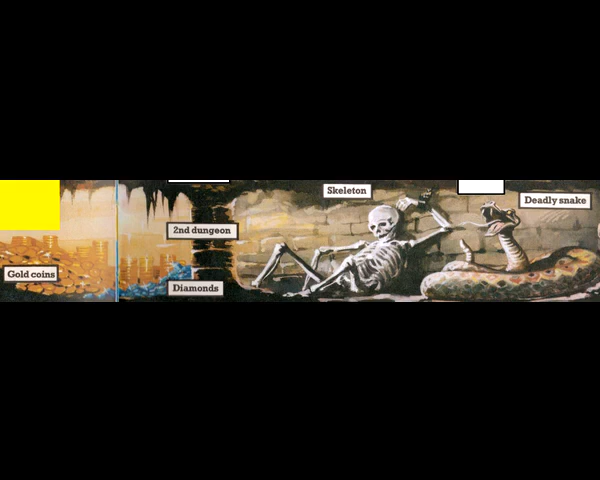 Skeleton
Deadly snake
2nd dungeon
Gold coins
Diamonds